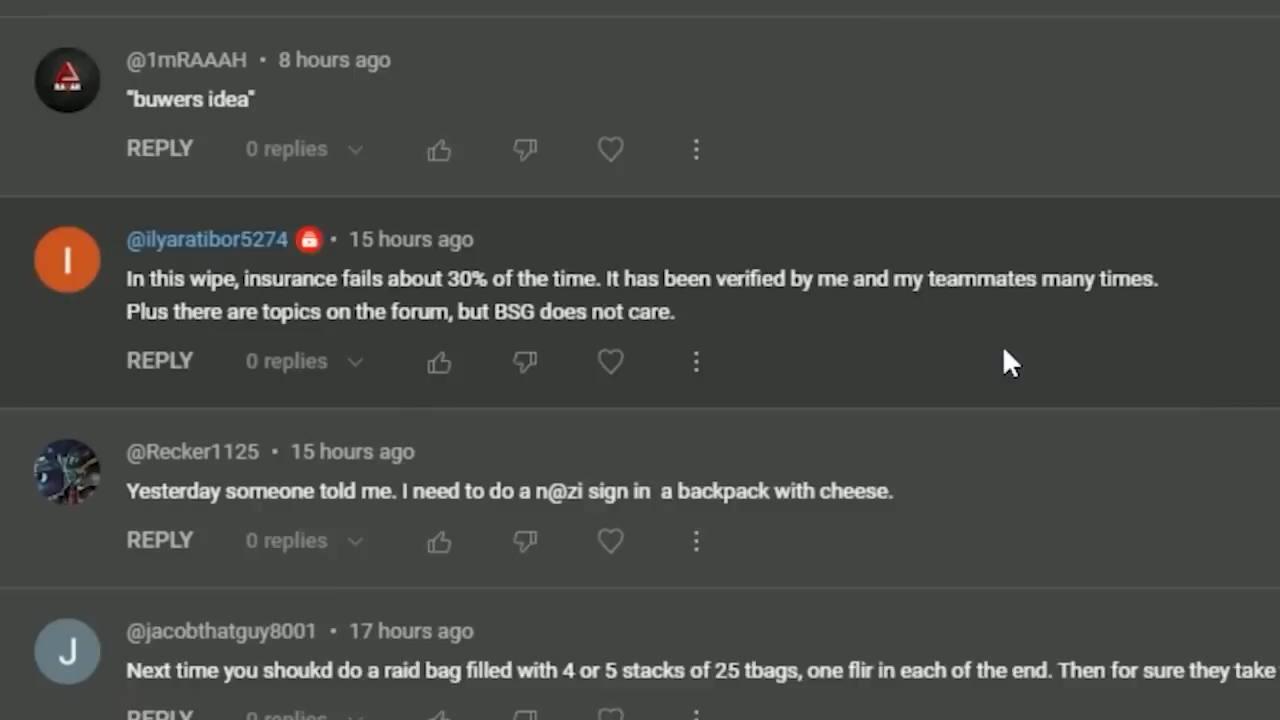 @1mRAAAH • 8 hours ago
"buwers idea"
REPLY 0 replies
@ilyaratibor5274 • 15 hours ago
I
In this wipe, insurance fails about 30% of the time. It has been verified by me and my teammates many times.
Plus there are topics on the forum, but BSG does not care.
REPLY 0 replies
@Recker1125 • 15 hours ago
Yesterday someone told me. I need to do a n@zi sign in a backpack with cheese.
REPLY 0 replies
@jacobthatguy8001 • 17 hours ago
J
Next time you shoukd do a raid bag filled with 4 or 5 stacks of 25 tbags, one flir in each of the end. Then for sure they take
REPLY 0 replies